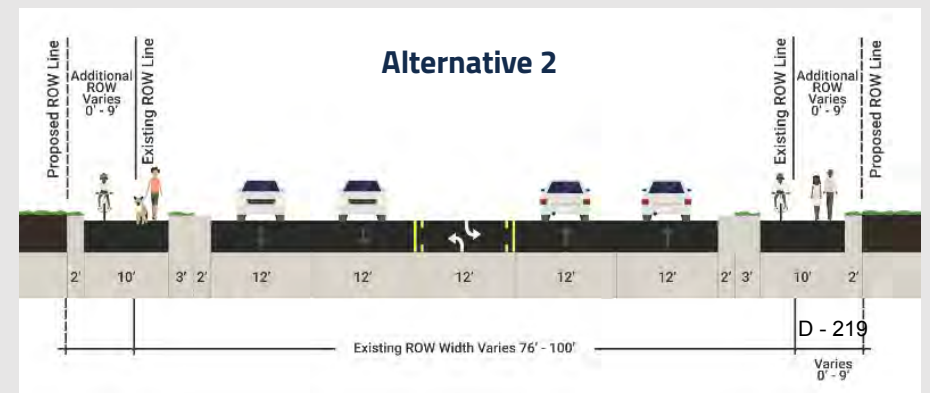 Alternative 2
Proposed ROW Line
Additional
ROW
Varies
0' - 9'
Existing ROW Line
Existing ROW Line
Additional
ROW
Varies
0' - 9'
Proposed ROW Line
2' 10' 3' 2' 12' 12' 12' 12' 12' 2' 3' 10' 2'
D - 219
Existing ROW Width Varies 76' - 100'
Varies
0' - 9'